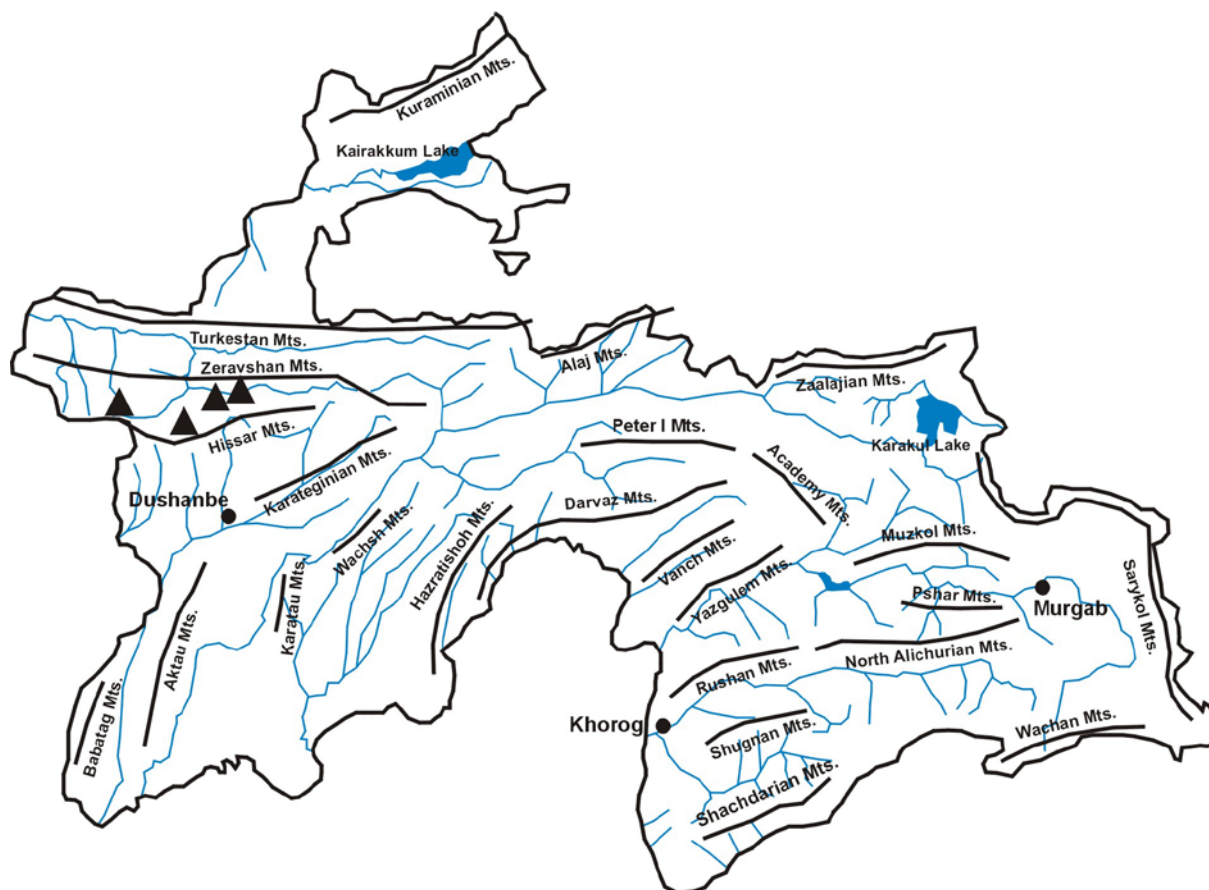 Kuraminian Mts.
Kairakkum Lake
Turkestan Mts.
Zeravshan Mts.
Alaj Mts.
Zaalajian Mts.
Hissar Mts.
Peter I Mts.
Karakul Lake
Karateginian Mts.
Academy Mts.
Dushanbe
Darvaz Mts.
Wachsh Mts.
Hazratishoh Mts.
Muzkol Mts.
Vanch Mts.
Sarykol Mts.
Yazgulem Mts.
Pshar Mts.
Murgab
Karatau Mts.
Aktau Mts.
North Alichurian Mts.
Rushan Mts.
Babatag Mts.
Khorog
Shugnan Mts.
Wachan Mts.
Shachdarian Mts.